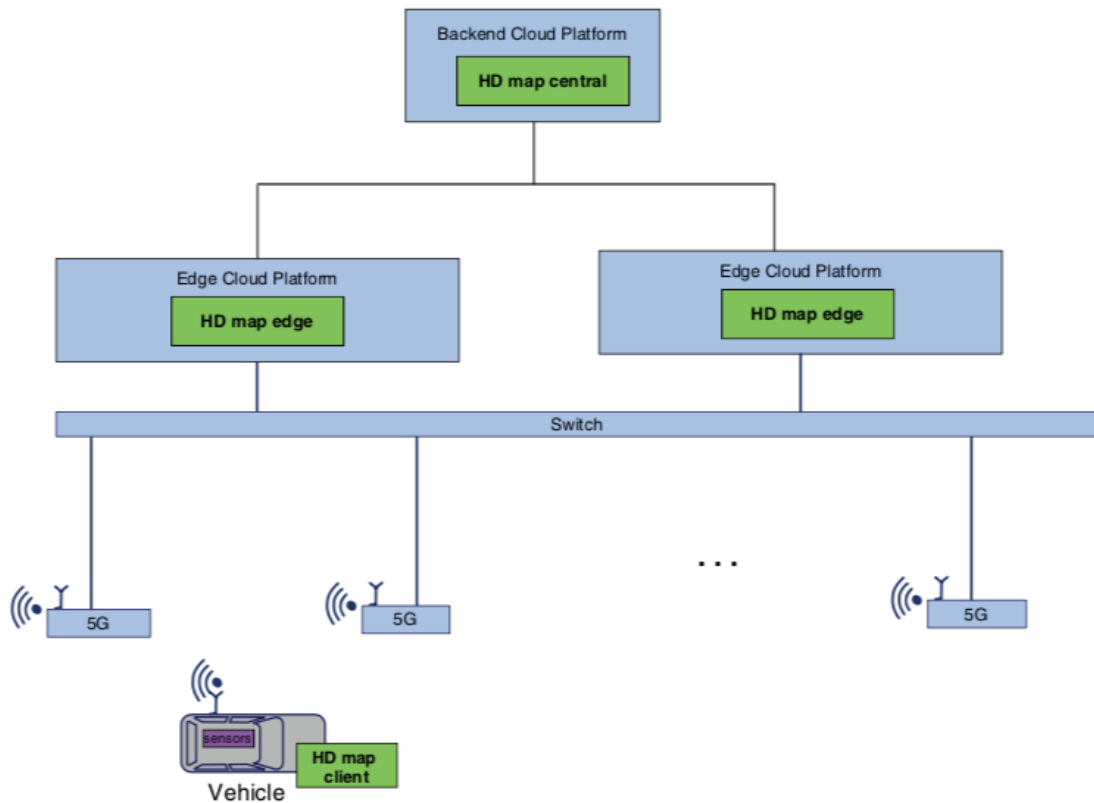 Backend Cloud Platform
HD map central
Edge Cloud Platform
HD map edge
Edge Cloud Platform
HD map edge
Switch
. . .
5G
5G
5G
sensors
HD map
client
Vehicle